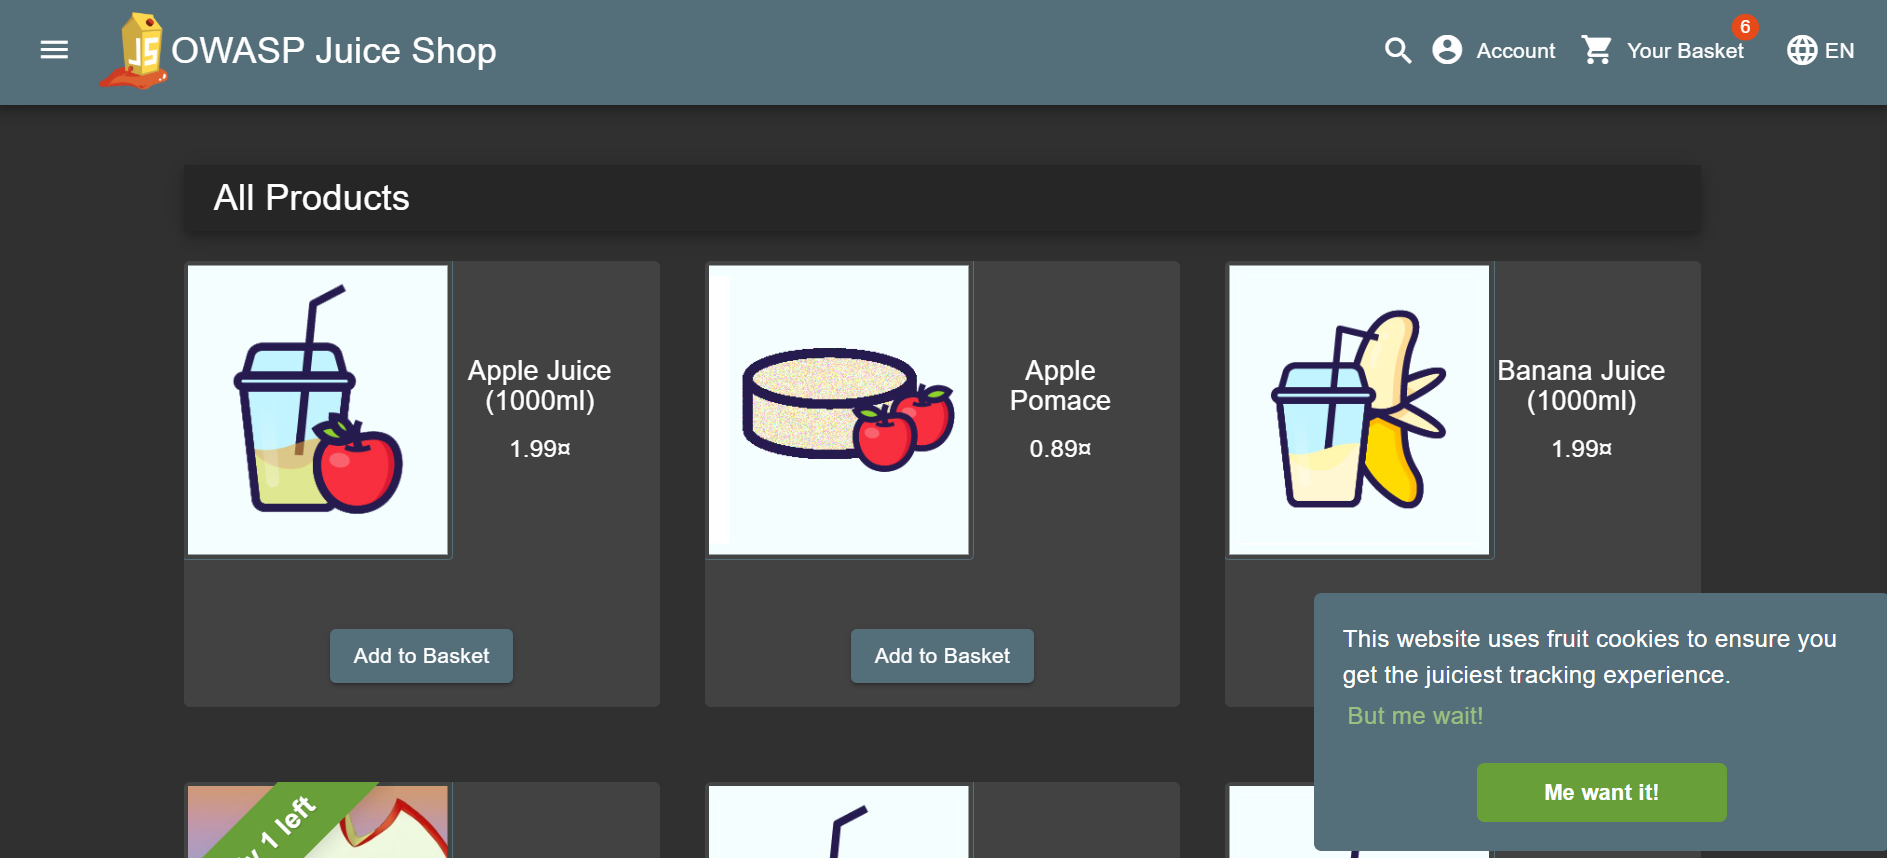 JS
OWASP Juice Shop
Account
Your Basket
6
EN
All Products
Apple Juice
(1000ml)
1.99¤
Apple
Pomace
0.89¤
Banana Juice
(1000ml)
1.99¤
Add to Basket
Add to Basket
This website uses fruit cookies to ensure you
get the juiciest tracking experience.
But me wait!
Me want it!
1 left